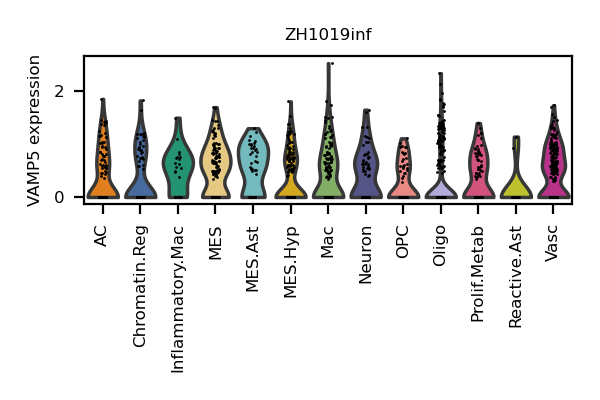 ZH1019inf
VAMP5 expression
2
0
AC
Chromatin.Reg
Inflammatory.Mac
MES
MES.Ast
MES.Hyp
Mac
Neuron
OPC
Oligo
Prolif.Metab
Reactive.Ast
Vasc